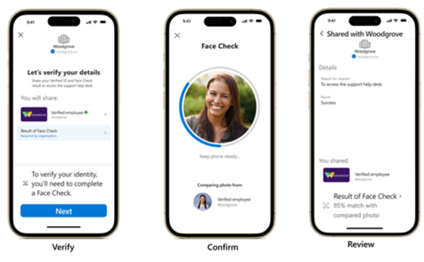 9:41
Woodgrove
Let's verify your details
Share your Verified ID and Face Check
result to access the support help desk.
You will share:
Verified employee
Woodgrove
Result of Face Check
Required by organization
To verify your identity,
you'll need to complete
a Face Check.
Next
Verify
9:41
Face Check
Keep phone steady...
Comparing photo from:
Verified employee
Woodgrove
Confirm
9:41
Shared with Woodgrove
Woodgrove
Details
Reason for request
To access the support help desk.
Result
Success
You shared
Verified employee
Woodgrove
Result of Face Check
95% match with
compared photo
Review